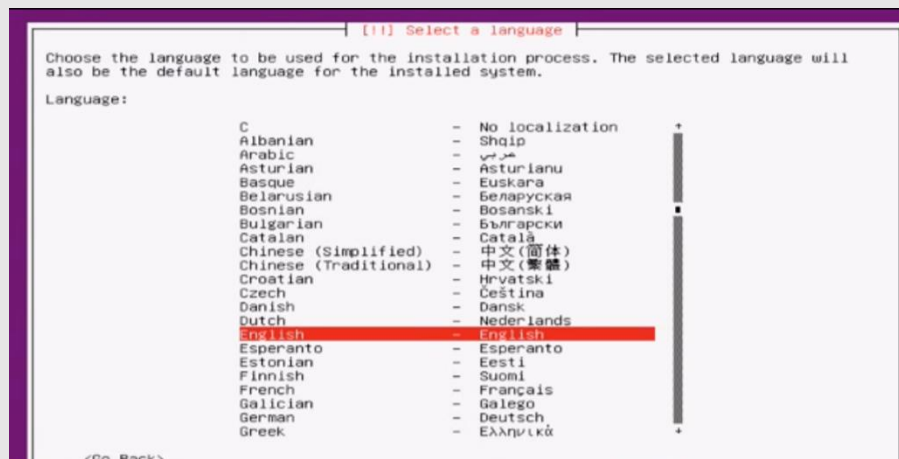 [!!] Select a language
Choose the language to be used for the installation process. The selected language will
also be the default language for the installed system.
Language:
C - No localization
Albanian - Shqip
Arabic - عربي
Asturian - Asturianu
Basque - Euskara
Belarusian - Беларуская
Bosnian - Bosanski
Bulgarian - Български
Catalan - Català
Chinese (Simplified) - 中文(简体)
Chinese (Traditional) - 中文(繁體)
Croatian - Hrvatski
Czech - Čeština
Danish - Dansk
Dutch - Nederlands
English - English
Esperanto - Esperanto
Estonian - Eesti
Finnish - Suomi
French - Français
Galician - Galego
German - Deutsch
Greek - Ελληνικά
<Go Back>